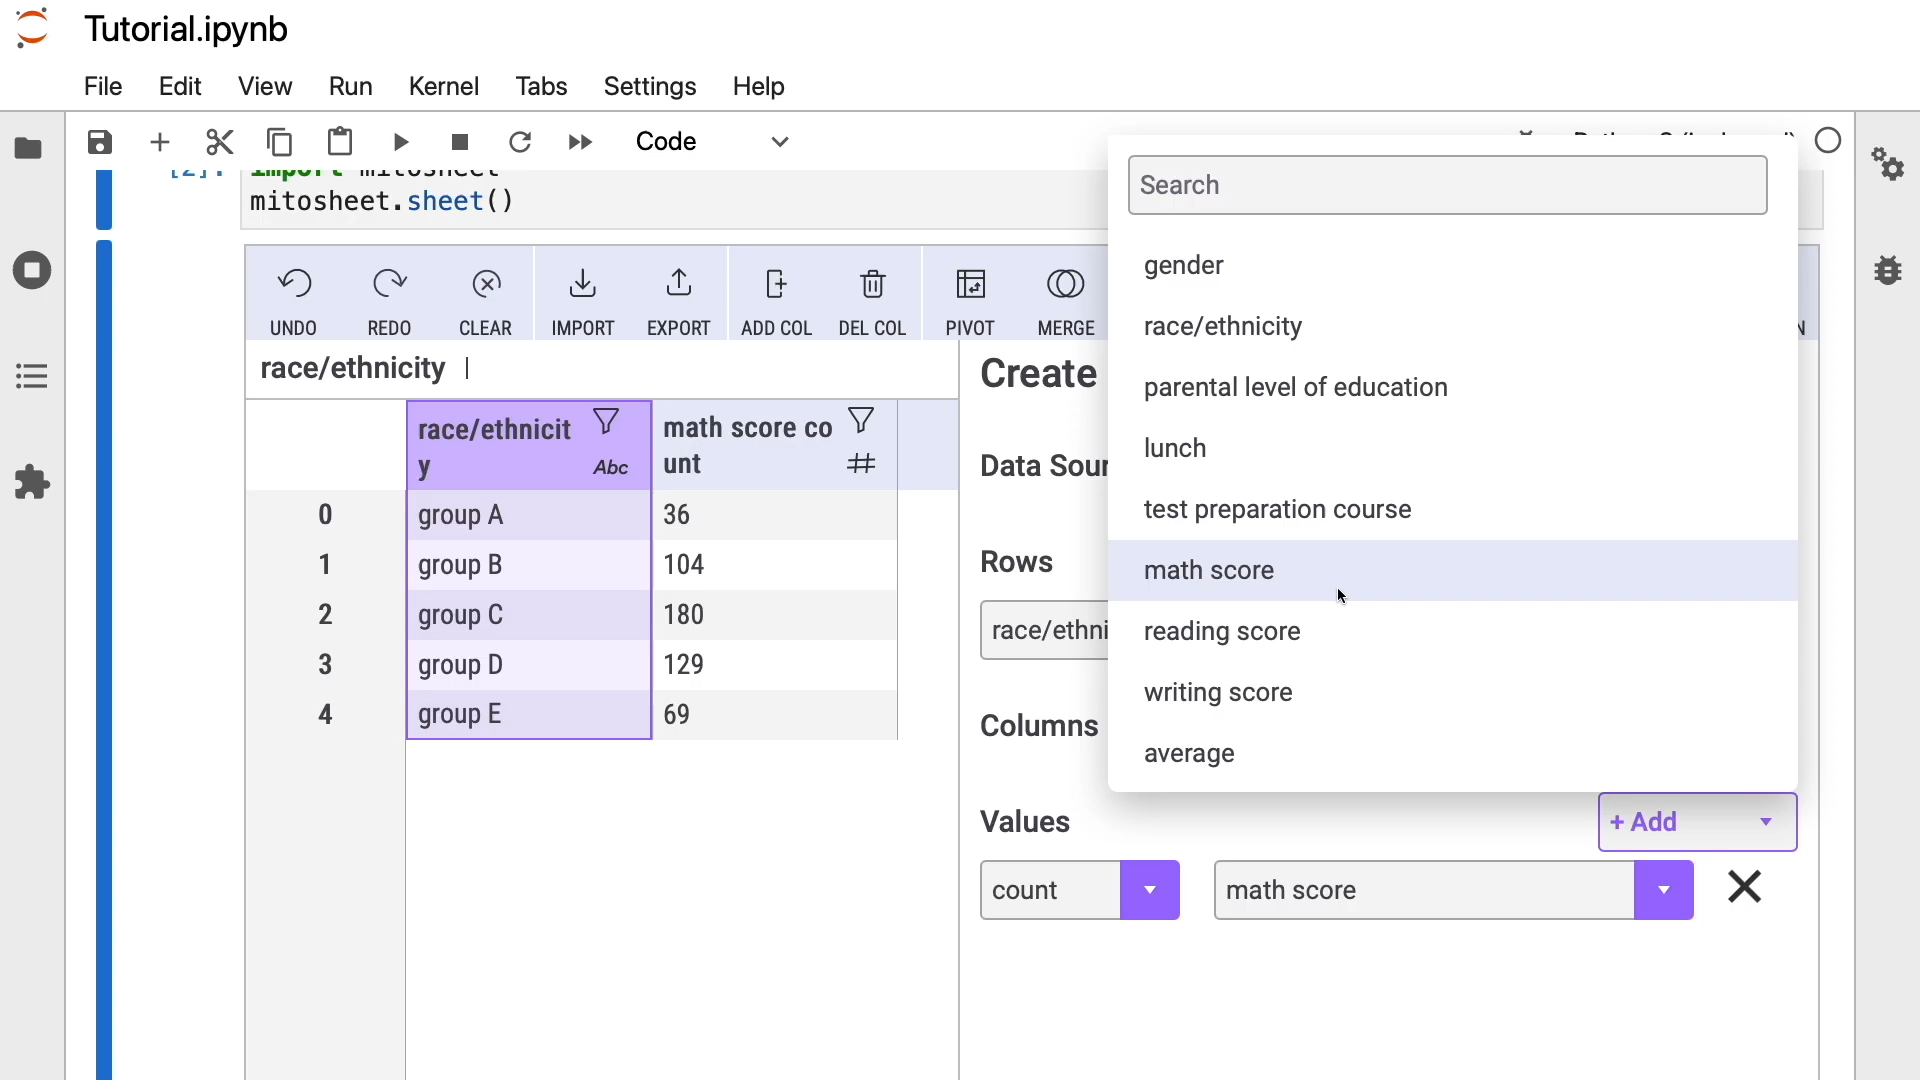 Tutorial.ipynb
File Edit View Run Kernel Tabs Settings Help
Code
[2]: import mitosheet
mitosheet.sheet()
Search
gender
race/ethnicity
parental level of education
lunch
test preparation course
math score
reading score
writing score
average
UNDO REDO CLEAR IMPORT EXPORT ADD COL DEL COL PIVOT MERGE
race/ethnicity
race/ethnicit
y
Abc
math score co
unt
0 group A 36
1 group B 104
2 group C 180
3 group D 129
4 group E 69
Create
Data Sour
Rows
race/ethni
Columns
Values
+ Add
count math score